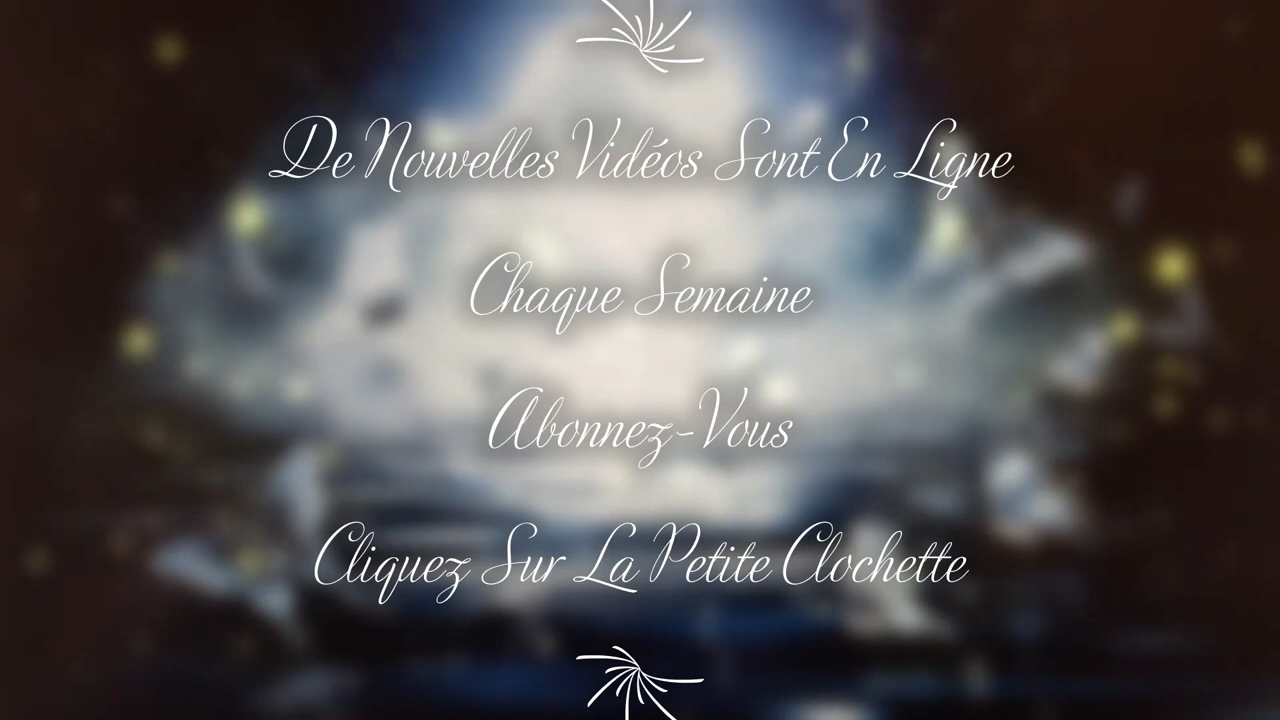 De Nouvelles Vidéos Sont En Ligne
Chaque Semaine
Abonnez-Vous
Cliquez Sur La Petite Clochette